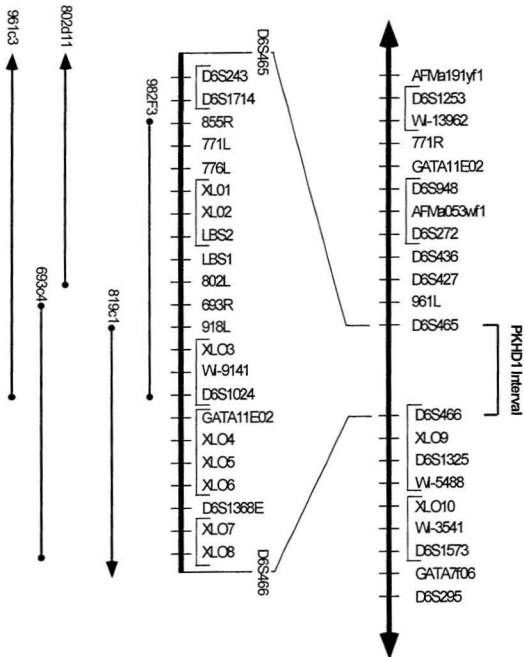 961c3
802d11
982F3
693c4
819c1
D6S465
D6S243
D6S1714
855R
771L
776L
XL01
XL02
LBS2
LBS1
802L
693R
918L
XLO3
WI-9141
D6S1024
GATA11E02
XLO4
XLO5
XLO6
D6S1368E
XLO7
XLO8
D6S466
AFMa191yf1
D6S1253
WI-13962
771R
GATA11E02
D6S948
AFMa053wf1
D6S272
D6S436
D6S427
961L
D6S465
PKHD1 Interval
D6S466
XLO9
D6S1325
WI-5488
XLO10
WI-3541
D6S1573
GATA7f06
D6S295